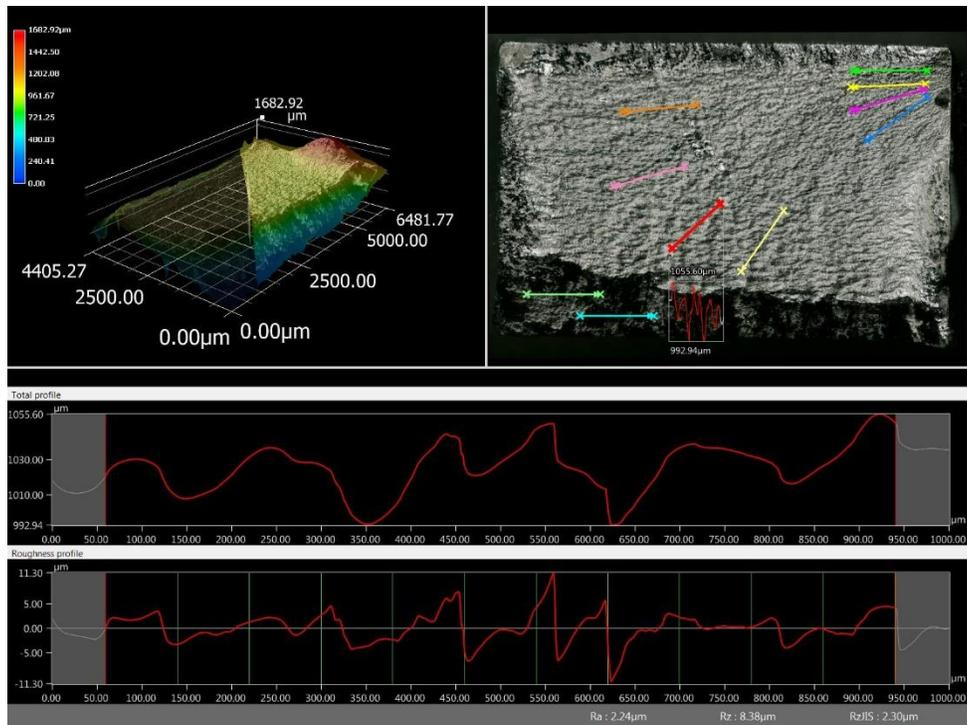 1682.92µm
1442.50
1202.08
961.67
721.25
480.83
240.41
0.00
1682.92
µm
6481.77
5000.00
2500.00
0.00µm
4405.27
2500.00
0.00µm
1055.60µm
992.94µm
Total profile
µm
1055.60
1030.00
1010.00
992.94
0.00 50.00 100.00 150.00 200.00 250.00 300.00 350.00 400.00 450.00 500.00 550.00 600.00 650.00 700.00 750.00 800.00 850.00 900.00 950.00 1000.00
µm
Roughness profile
µm
11.30
5.00
0.00
-5.00
-11.30
0.00 50.00 100.00 150.00 200.00 250.00 300.00 350.00 400.00 450.00 500.00 550.00 600.00 650.00 700.00 750.00 800.00 850.00 900.00 950.00 1000.00
µm
Ra : 2.24µm Rz : 8.38µm RzJIS : 2.30µm